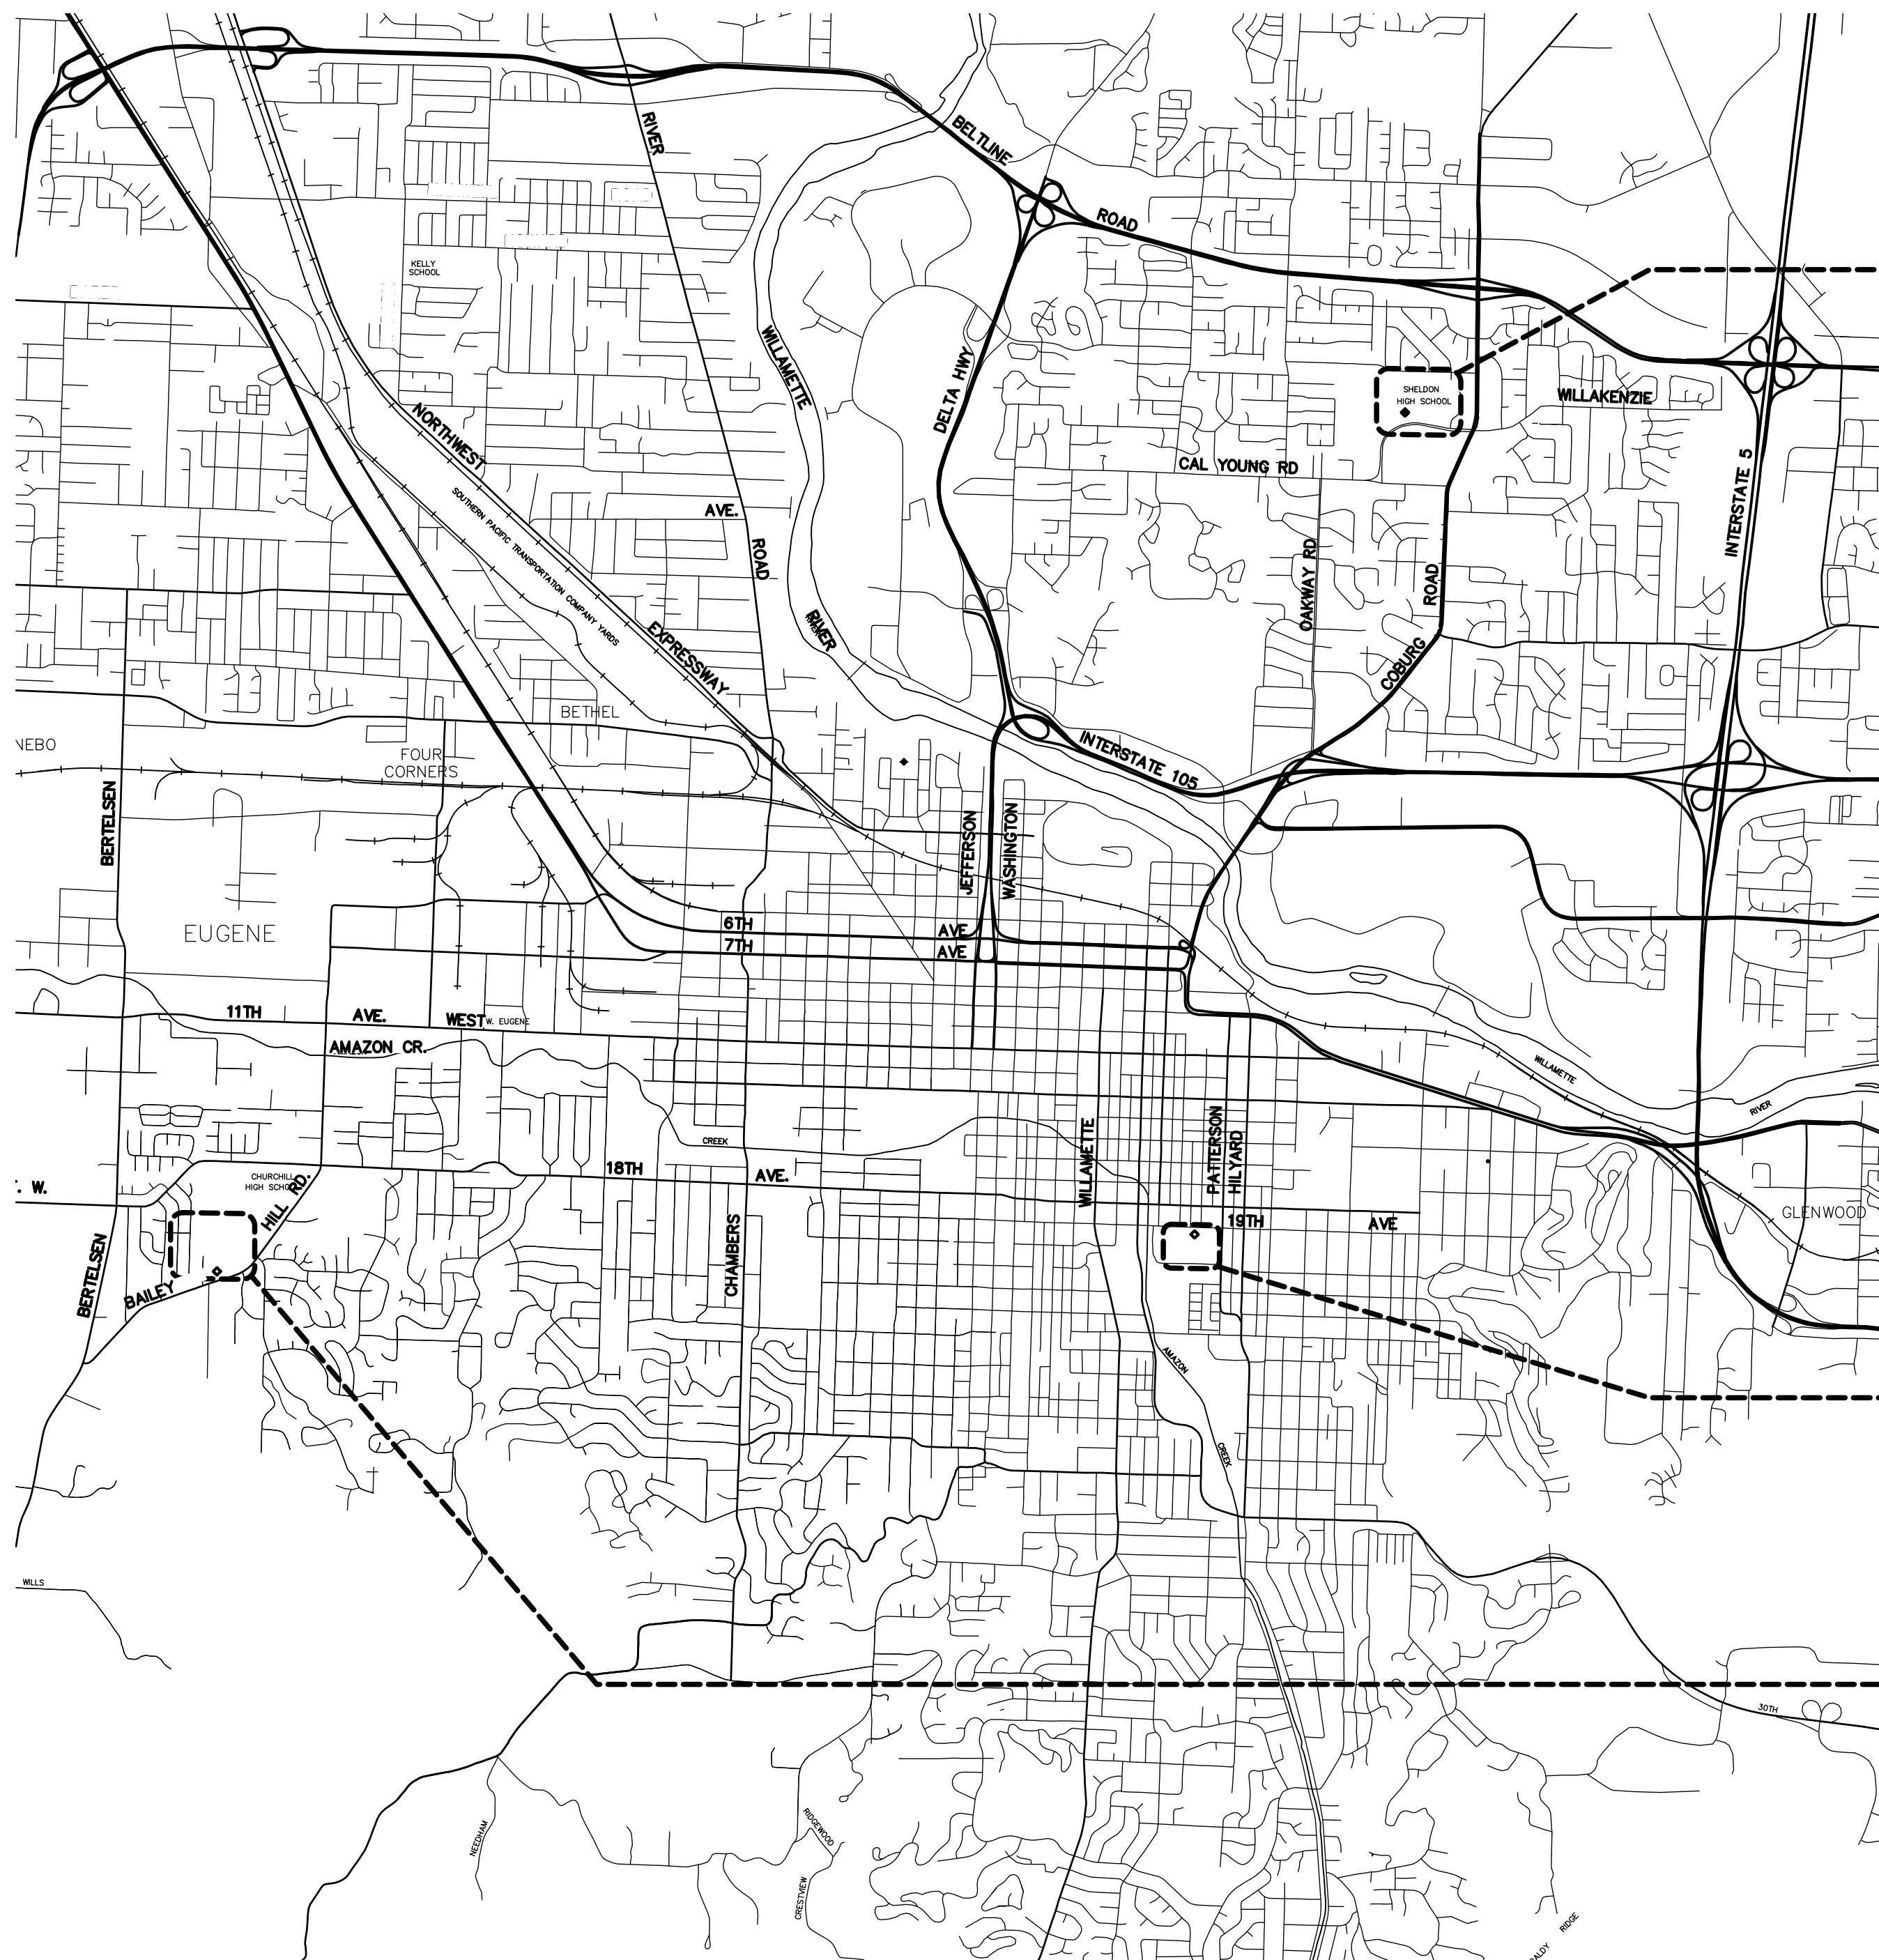 RIVER
BELTLINE
ROAD
KELLY
SCHOOL
WILLAMETTE
DELTA HWY
SHELDON
HIGH SCHOOL
WILLAKENZIE
NORTHWEST
CAL YOUNG RD
INTERSTATE 5
SOUTHERN PACIFIC TRANSPORTATION COMPANY YARDS
AVE.
ROAD
OAKWAY RD
ROAD
RIVER
EXPRESSWAY
COBURG
BETHEL
NEBO
FOUR
CORNERS
INTERSTATE 105
BERTELSEN
JEFFERSON
WASHINGTON
EUGENE
6TH
AVE
7TH
AVE
11TH
AVE.
WEST
W. EUGENE
AMAZON CR.
WILLAMETTE
RIVER
CREEK
WILLAMETTE
PATTERSON
HILYARD
18TH
AVE.
CHURCHILL
HIGH SCHOOL
. W.
HILL RD.
19TH
AVE
GLENWOOD
CHAMBERS
BERTELSEN
BAILEY
AMAZON
CREEK
WILLS
30TH
NEEDHAM
RIDGEWOOD
CRESTVIEW
RIDGE